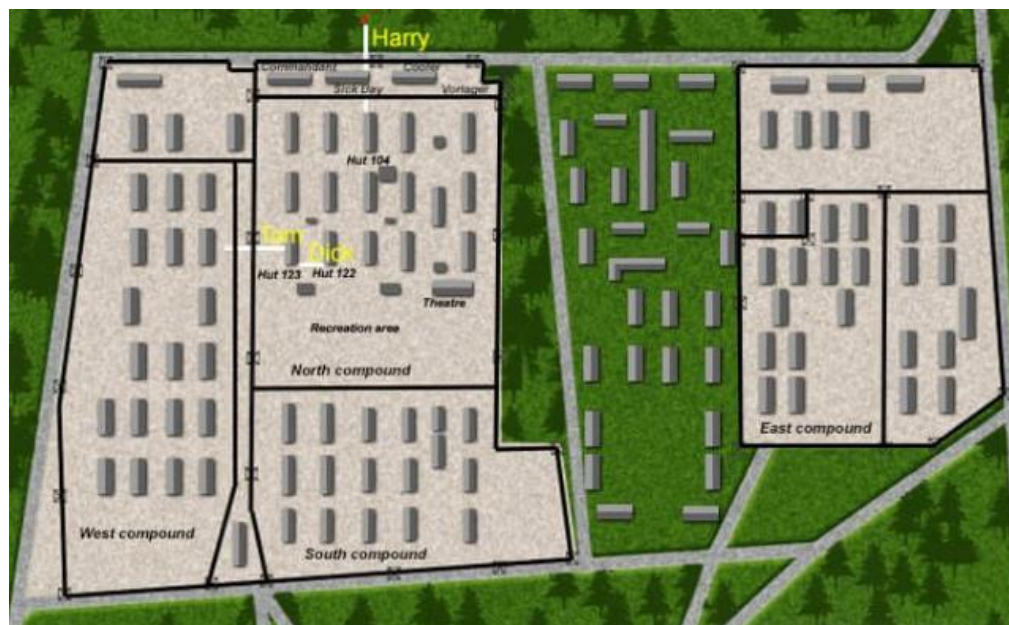 Harry
Commandant
Cooler
Sick Bay
Vorlager
Hut 104
Tom
Dick
Hut 123
Hut 122
Theatre
Recreation area
North compound
East compound
West compound
South compound